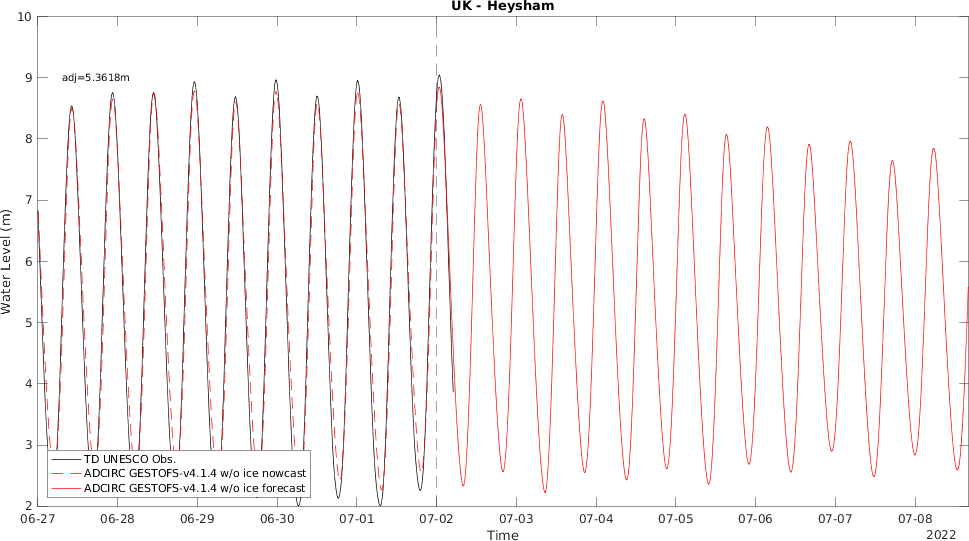 UK - Heysham
10
9
8
7
6
5
4
3
2
Water Level (m)
adj=5.3618m
TD UNESCO Obs.
ADCIRC GESTOFS-v4.1.4 w/o ice nowcast
ADCIRC GESTOFS-v4.1.4 w/o ice forecast
06-27 06-28 06-29 06-30 07-01 07-02 07-03 07-04 07-05 07-06 07-07 07-08
Time
2022